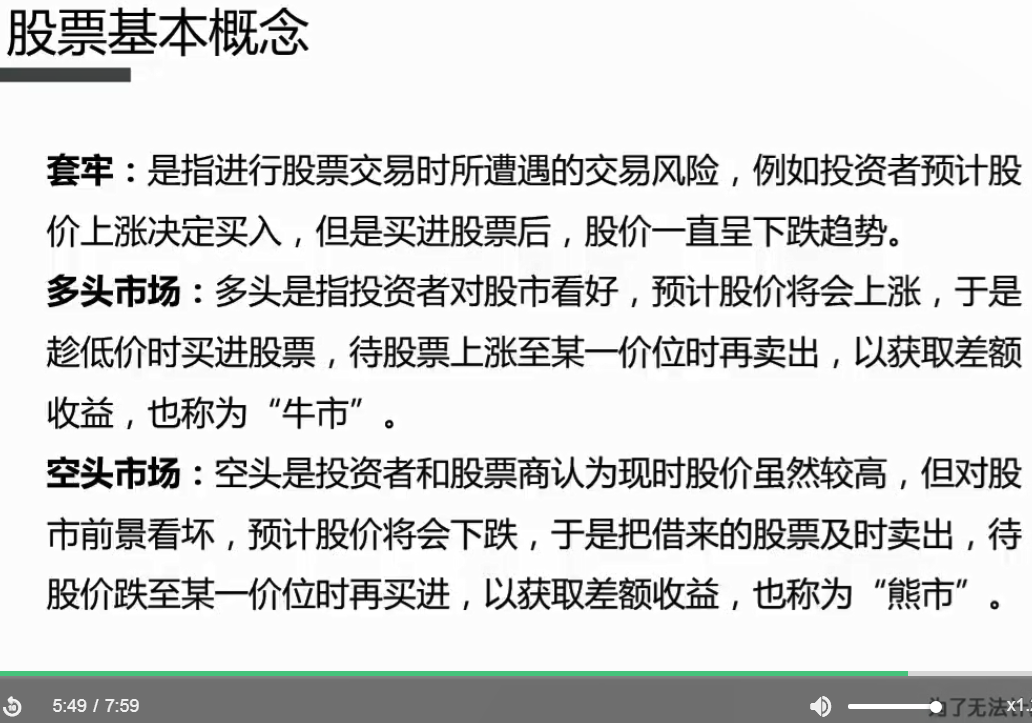 股票基本概念
套牢：是指进行股票交易时所遭遇的交易风险，例如投资者预计股
价上涨决定买入，但是买进股票后，股价一直呈下跌趋势。
多头市场：多头是指投资者对股市看好，预计股价将会上涨，于是
趁低价时买进股票，待股票上涨至某一价位时再卖出，以获取差额
收益，也称为“牛市”。
空头市场：空头是投资者和股票商认为现时股价虽然较高，但对股
市前景看坏，预计股价将会下跌，于是把借来的股票及时卖出，待
股价跌至某一价位时再买进，以获取差额收益，也称为“熊市”。
10 5:49 / 7:59 了无法 x1.